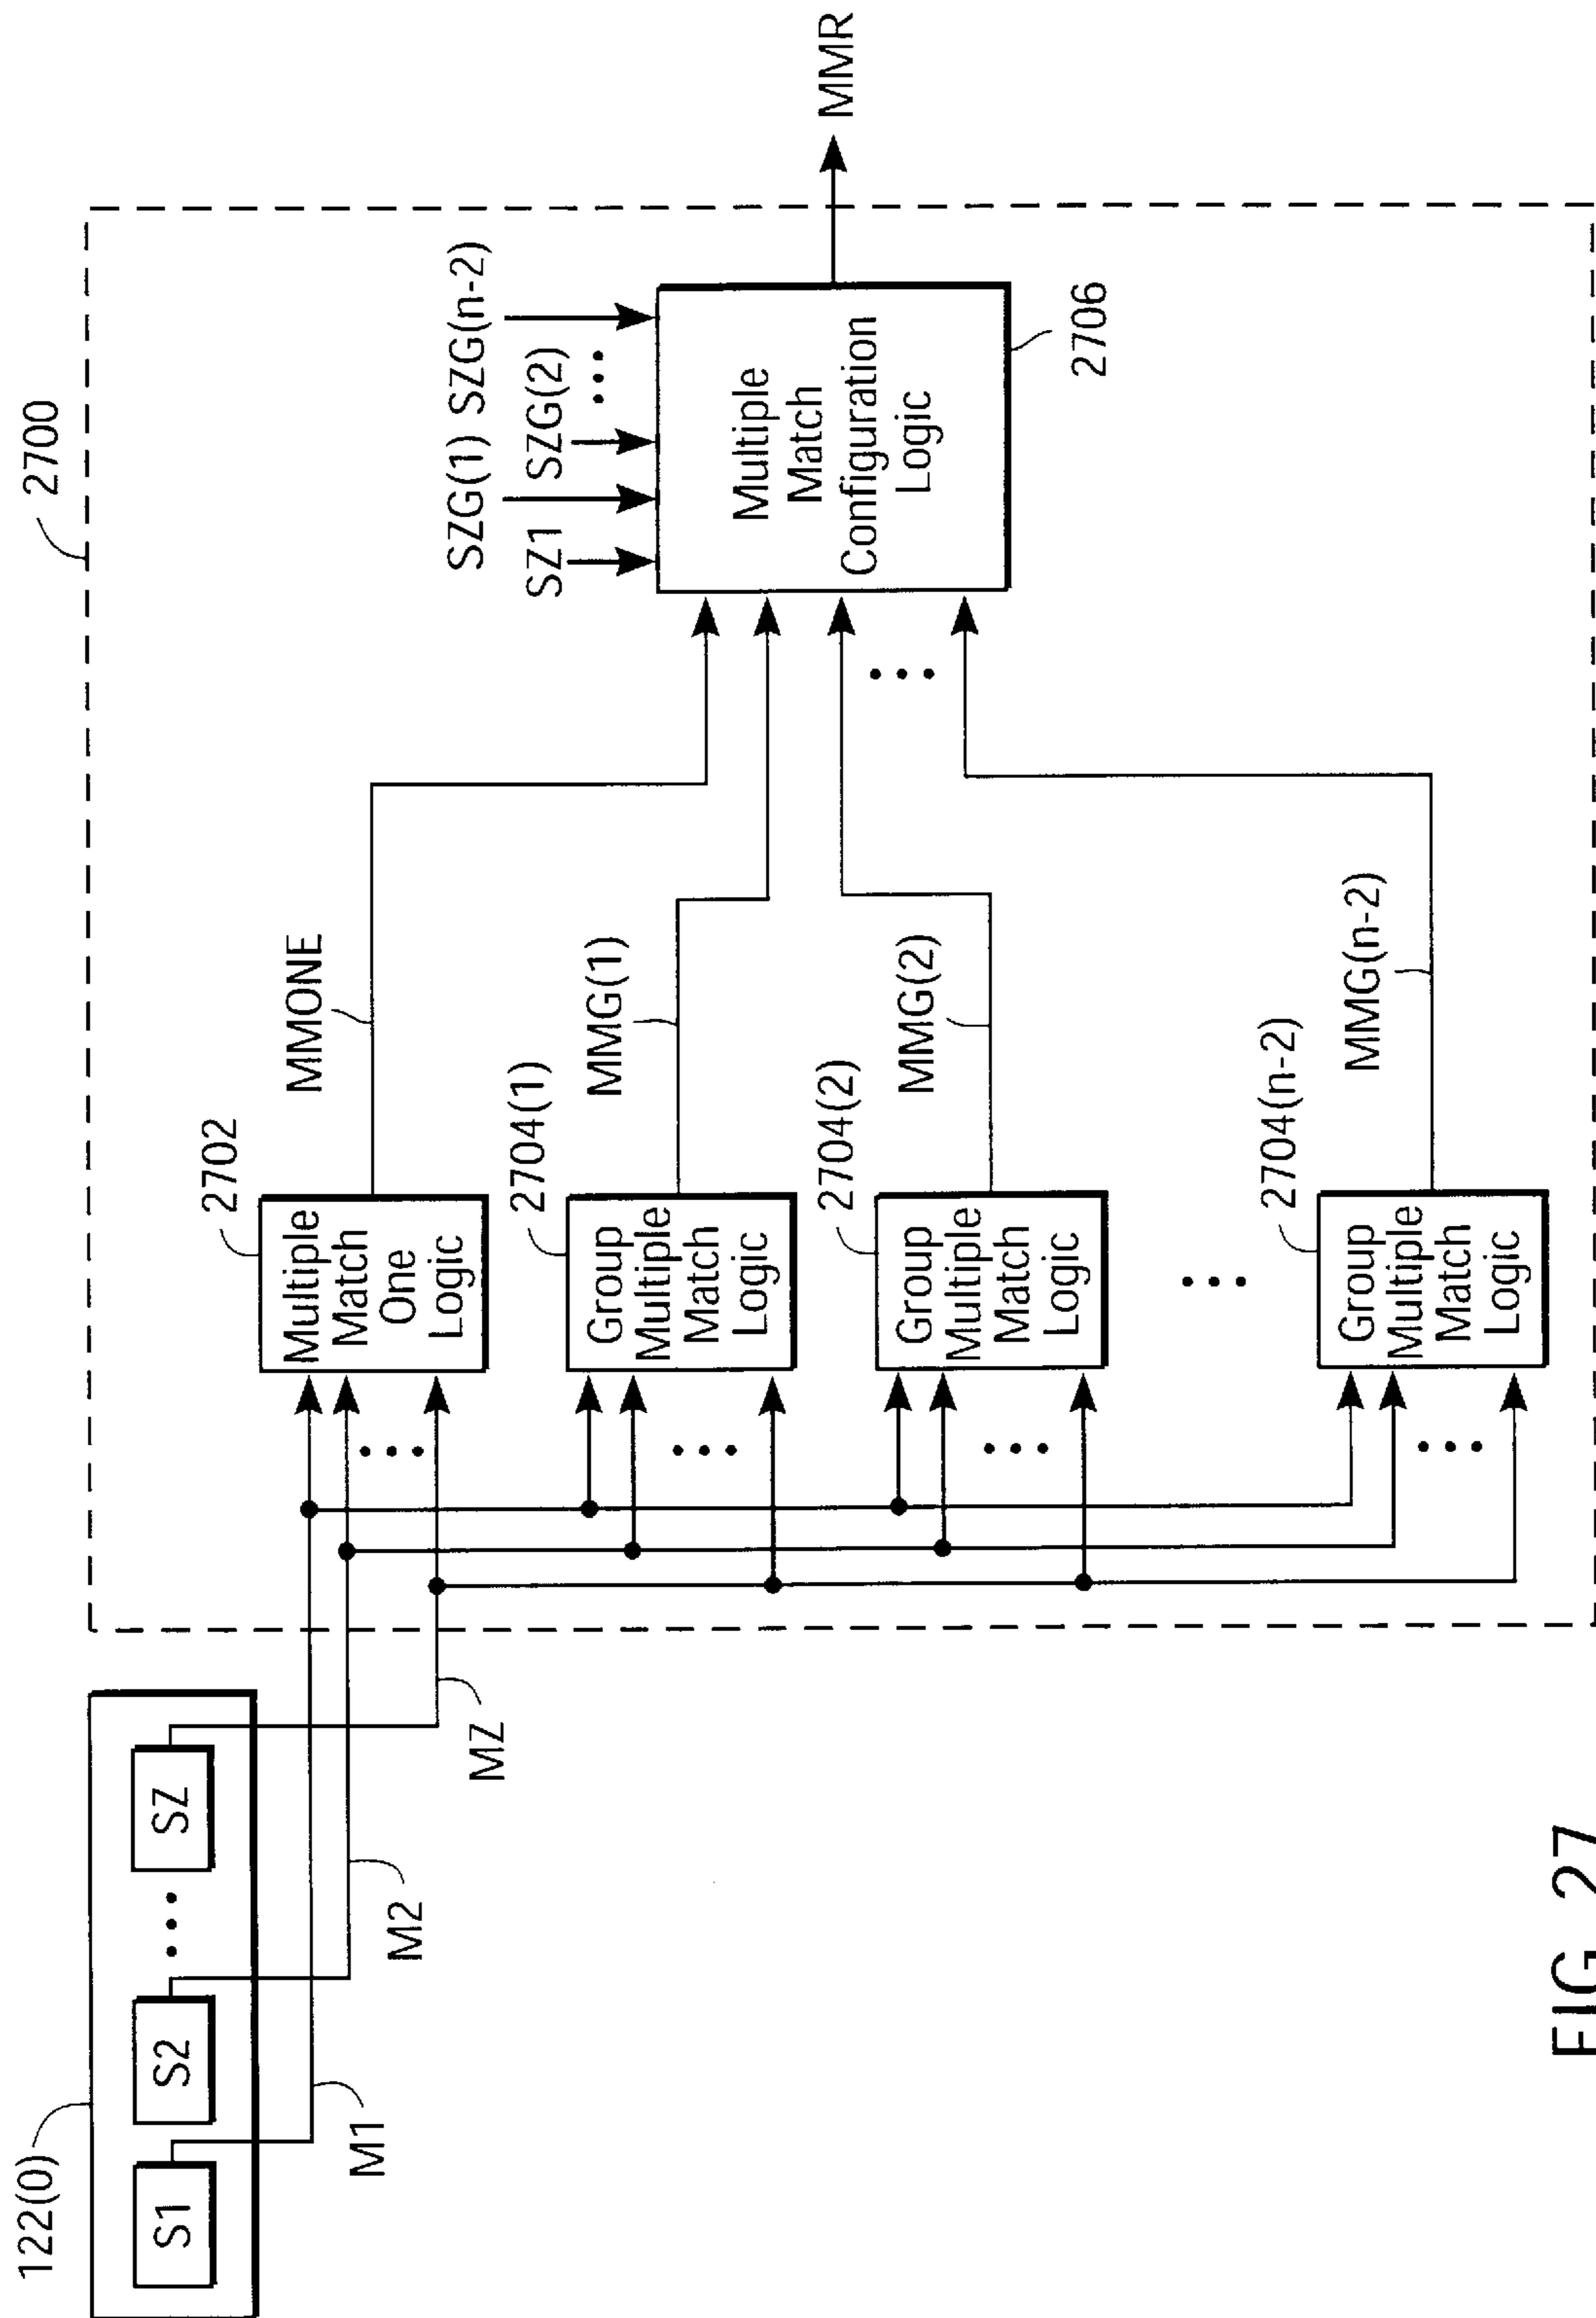 122(0)
S1
S2
•••
SZ
M1
M2
MZ
2700
2702
Multiple
Match
One
Logic
•••
MMONE
2704(1)
Group
Multiple
Match
Logic
•••
MMG(1)
2704(2)
Group
Multiple
Match
Logic
•••
MMG(2)
•••
2704(n-2)
Group
Multiple
Match
Logic
•••
MMG(n-2)
•••
SZG(1) SZG(n-2)
SZ1 SZG(2) •••
Multiple
Match
Configuration
Logic
2706
MMR
FIG. 27